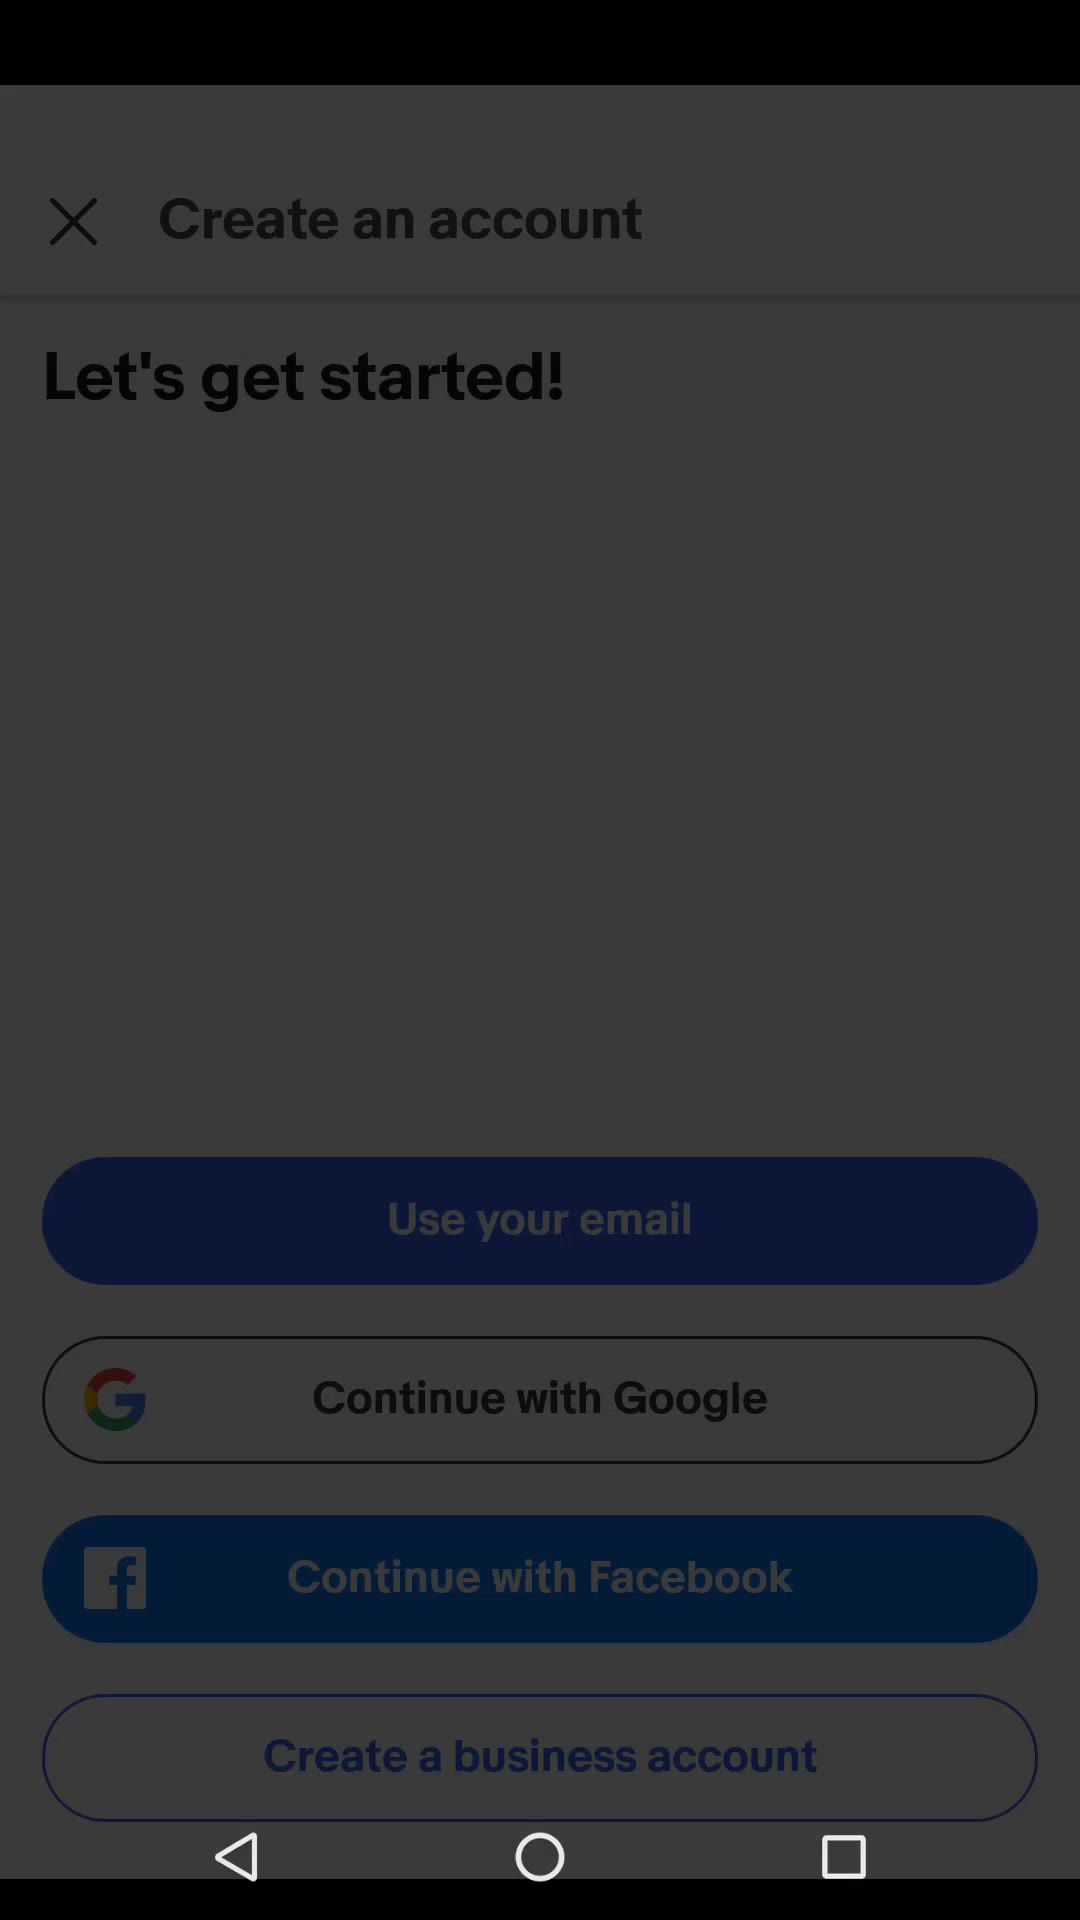 Create an account
Let's get started!
Use your email
Continue with Google
Continue with Facebook
Create a business account